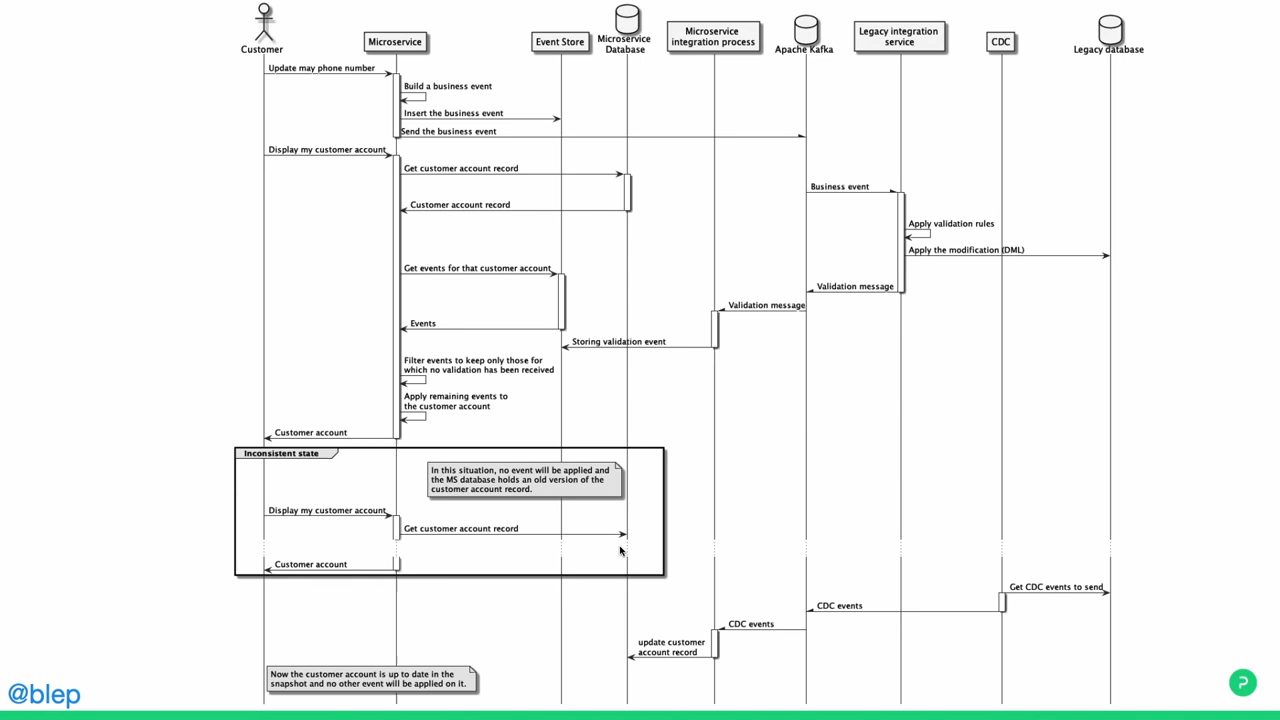 Customer
Microservice
Event Store
Microservice
Database
Microservice
integration process
Apache Kafka
Legacy integration
service
CDC
Legacy database
Update may phone number
Build a business event
Insert the business event
Send the business event
Display my customer account
Get customer account record
Business event
Customer account record
Apply validation rules
Apply the modification (DML)
Get events for that customer account
Validation message
Validation message
Events
Storing validation event
Filter events to keep only those for
which no validation has been received
Apply remaining events to
the customer account
Customer account
Inconsistent state
In this situation, no event will be applied and
the MS database holds an old version of the
customer account record.
Display my customer account
Get customer account record
Customer account
Get CDC events to send
CDC events
CDC events
update customer
account record
Now the customer account is up to date in the
snapshot and no other event will be applied on it.
@blep